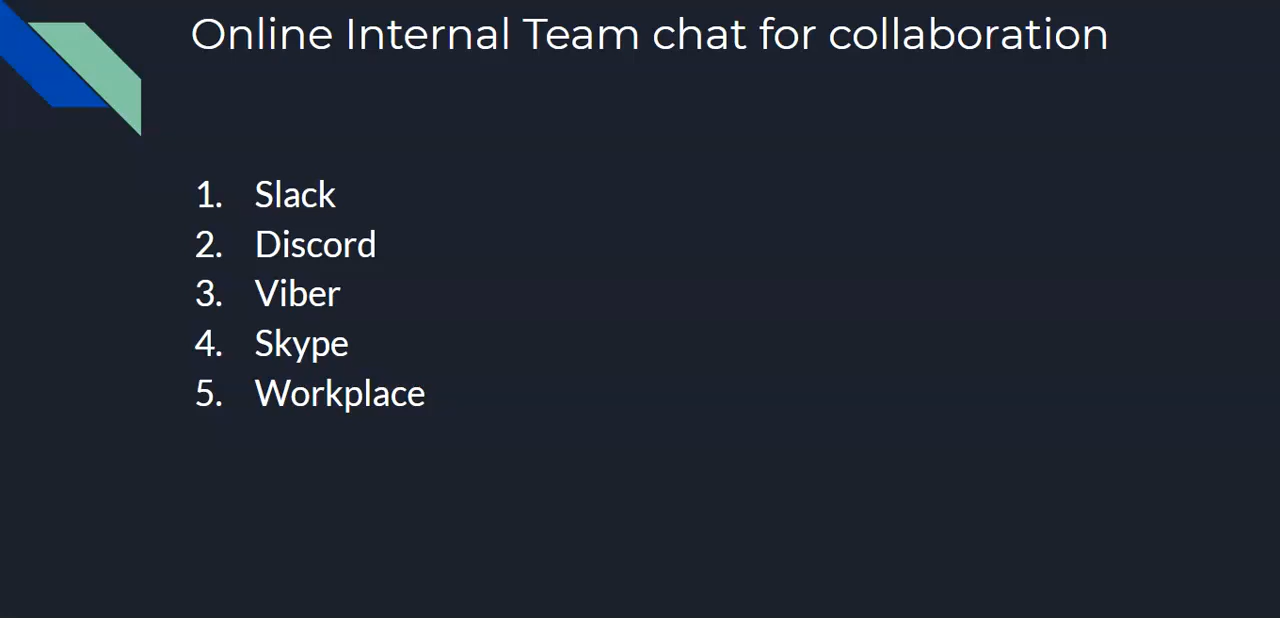 Online Internal Team chat for collaboration
1. Slack
2. Discord
3. Viber
4. Skype
5. Workplace